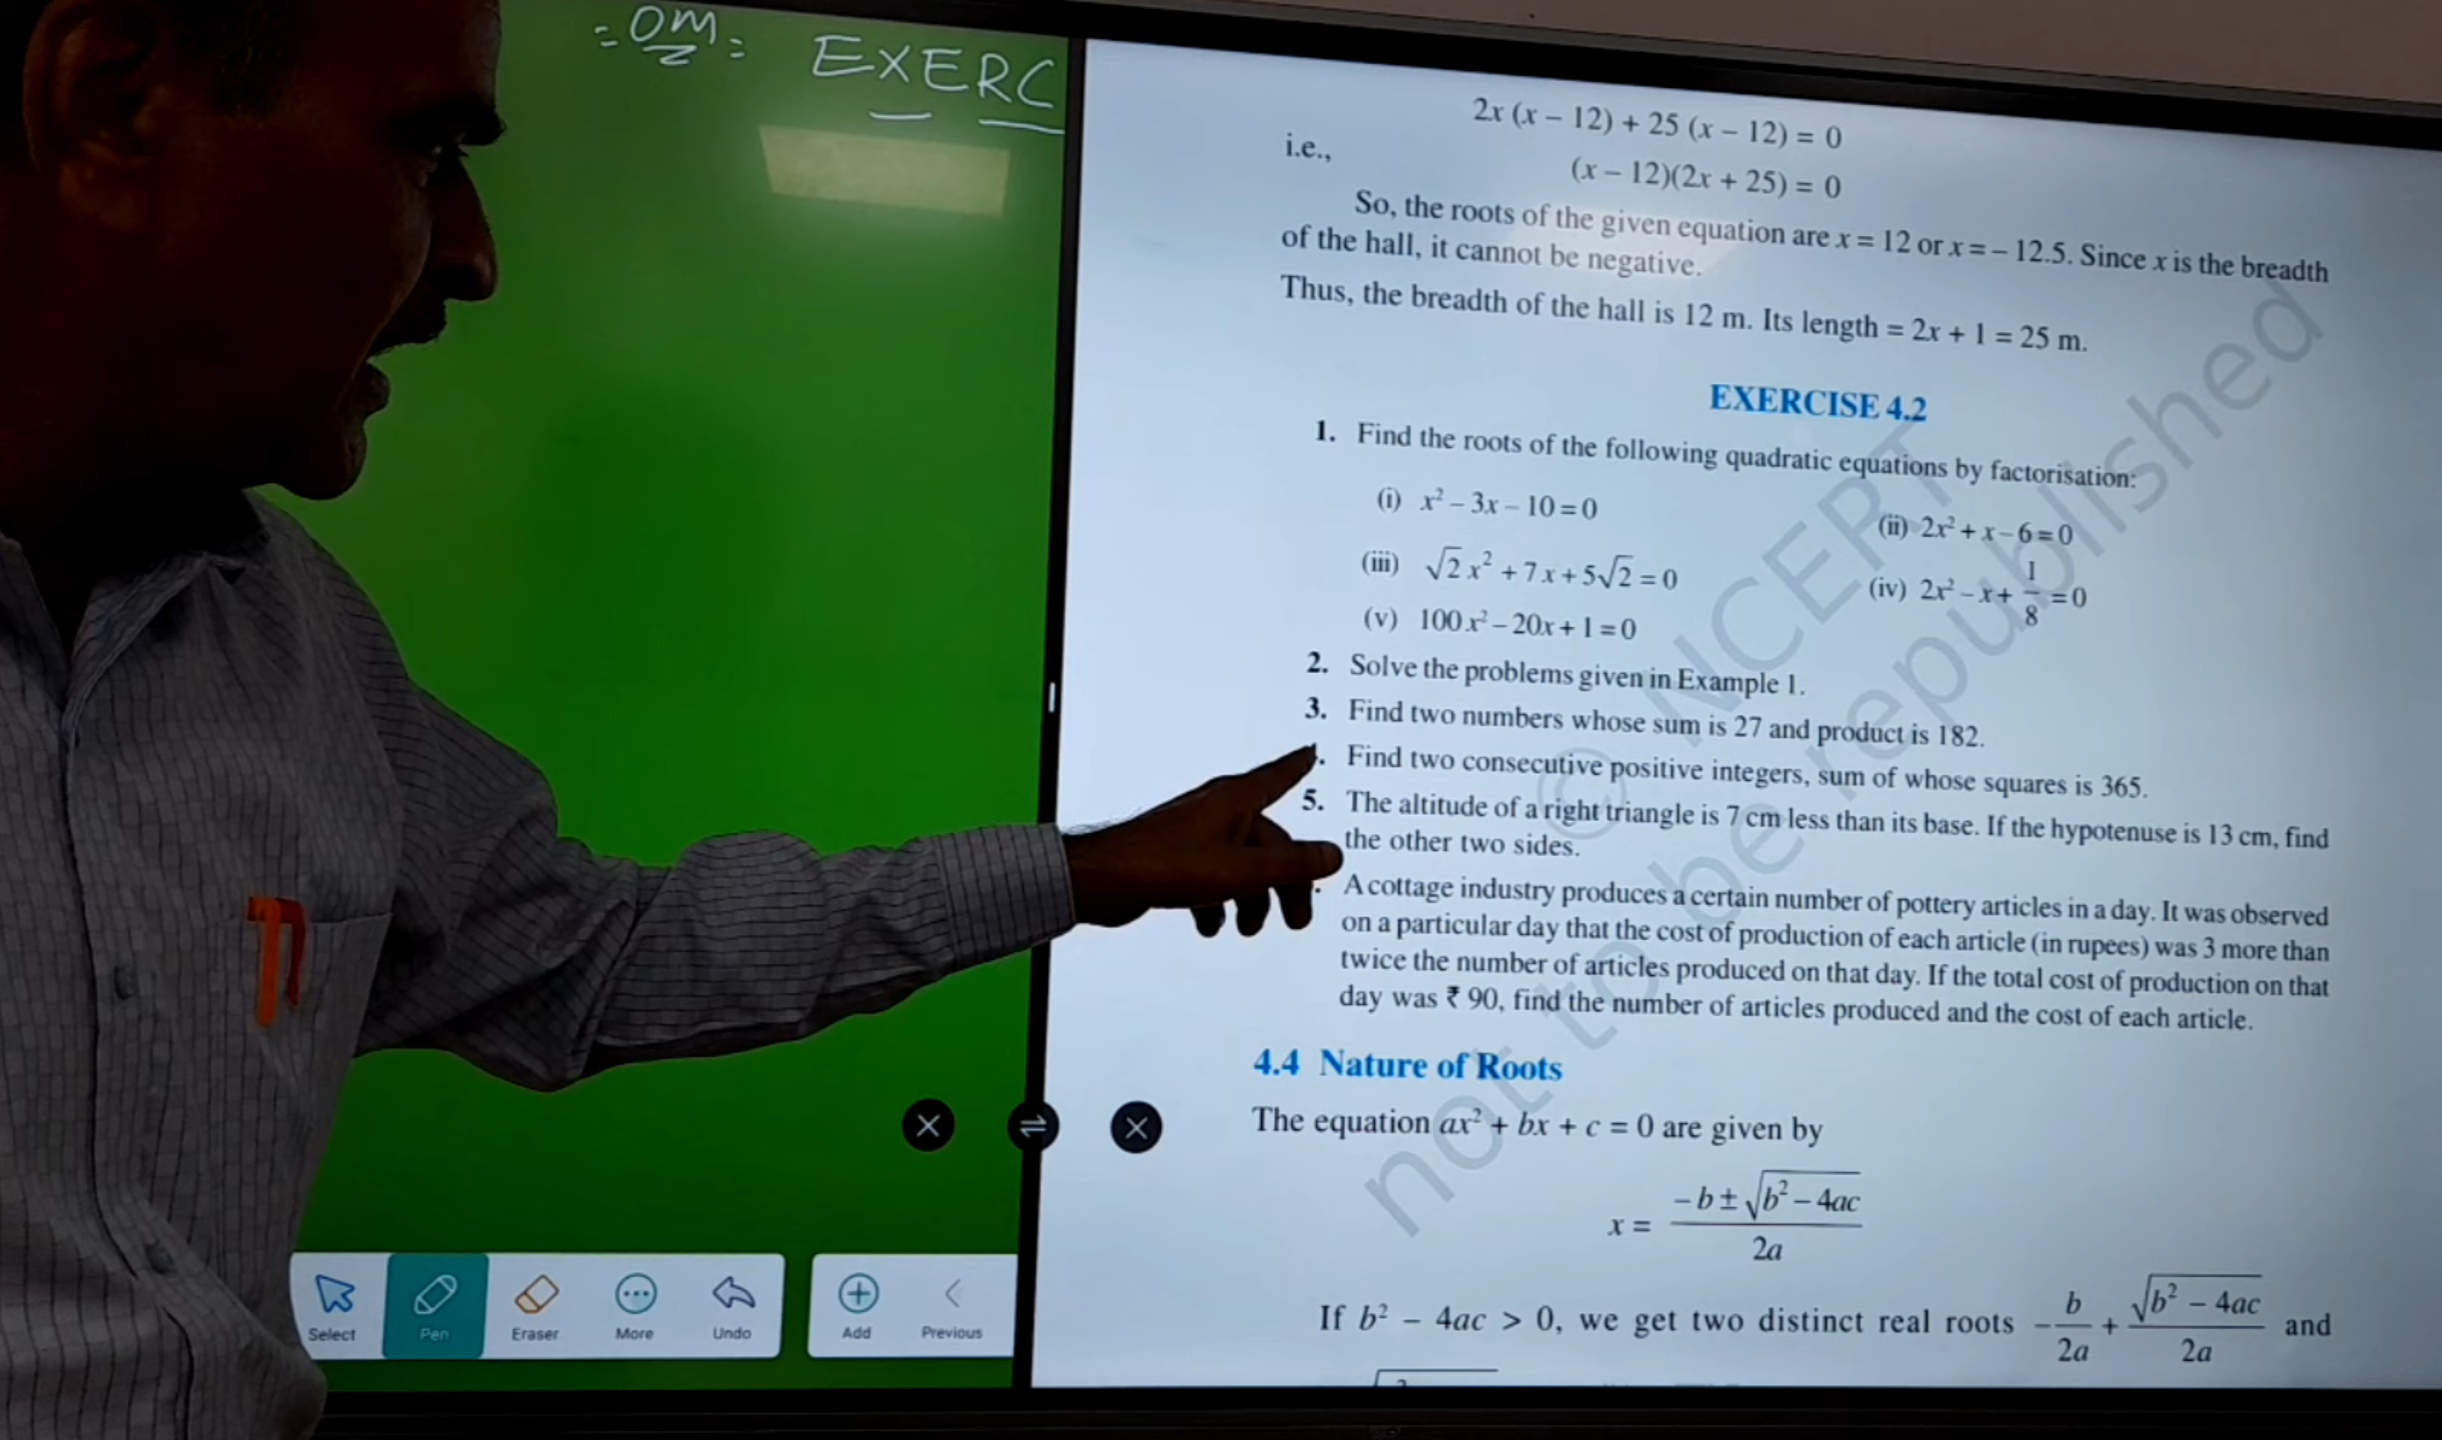 = OM =
EXERC
2x (x – 12) + 25 (x – 12) = 0
i.e., (x – 12)(2x + 25) = 0
So, the roots of the given equation are x = 12 or x = – 12.5. Since x is the breadth
of the hall, it cannot be negative.
Thus, the breadth of the hall is 12 m. Its length = 2x + 1 = 25 m.
EXERCISE 4.2
1. Find the roots of the following quadratic equations by factorisation:
(i) x² – 3x – 10 = 0 (ii) 2x² + x – 6 = 0
(iii) √2 x² + 7x + 5√2 = 0 (iv) 2x² – x + 1/8 = 0
(v) 100x² – 20x + 1 = 0
2. Solve the problems given in Example 1.
3. Find two numbers whose sum is 27 and product is 182.
. Find two consecutive positive integers, sum of whose squares is 365.
5. The altitude of a right triangle is 7 cm less than its base. If the hypotenuse is 13 cm, find
the other two sides.
. A cottage industry produces a certain number of pottery articles in a day. It was observed
on a particular day that the cost of production of each article (in rupees) was 3 more than
twice the number of articles produced on that day. If the total cost of production on that
day was ₹ 90, find the number of articles produced and the cost of each article.
4.4 Nature of Roots
The equation ax² + bx + c = 0 are given by
x = (–b ± √(b² – 4ac)) / 2a
If b² – 4ac > 0, we get two distinct real roots –b/2a + √(b² – 4ac)/2a and
© NCERT
not to be republished
Select Pen Eraser More Undo Add Previous